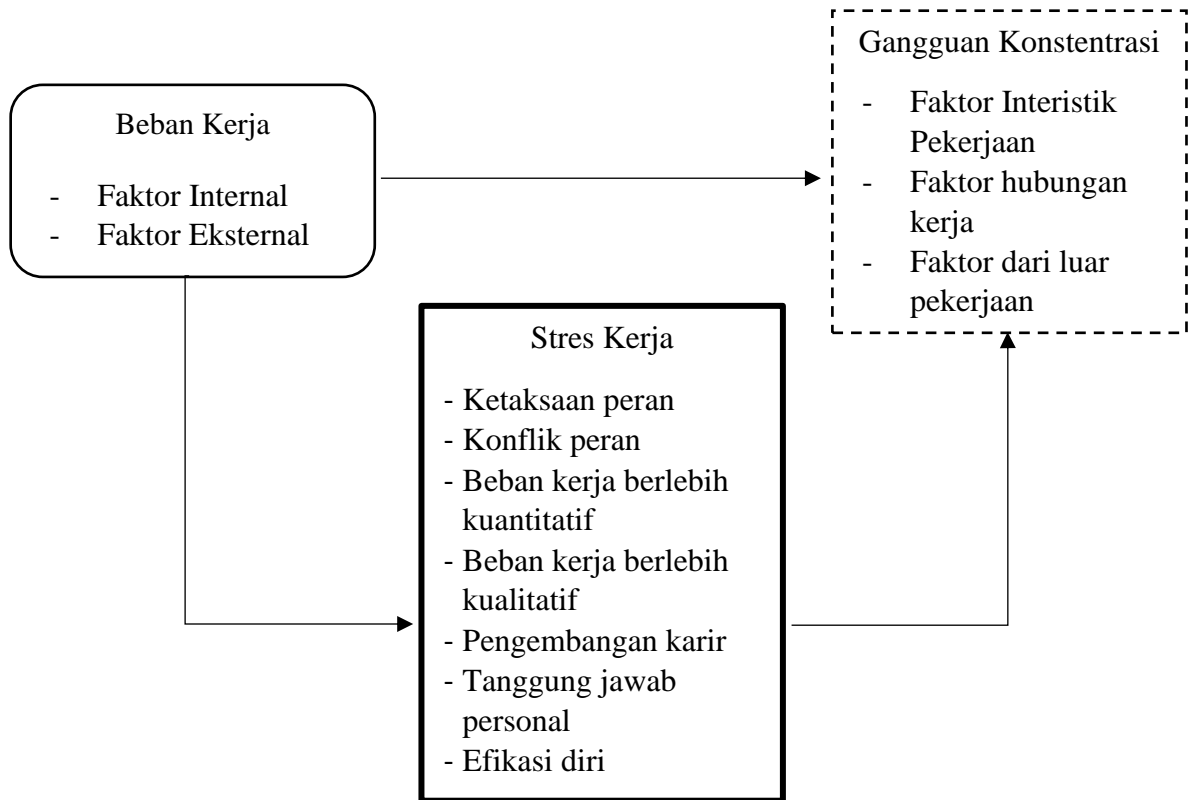 Beban Kerja
- Faktor Internal
- Faktor Eksternal
Gangguan Konstentrasi
- Faktor Interistik
Pekerjaan
- Faktor hubungan
kerja
- Faktor dari luar
pekerjaan
Stres Kerja
- Ketaksaan peran
- Konflik peran
- Beban kerja berlebih
kuantitatif
- Beban kerja berlebih
kualitatif
- Pengembangan karir
- Tanggung jawab
personal
- Efikasi diri